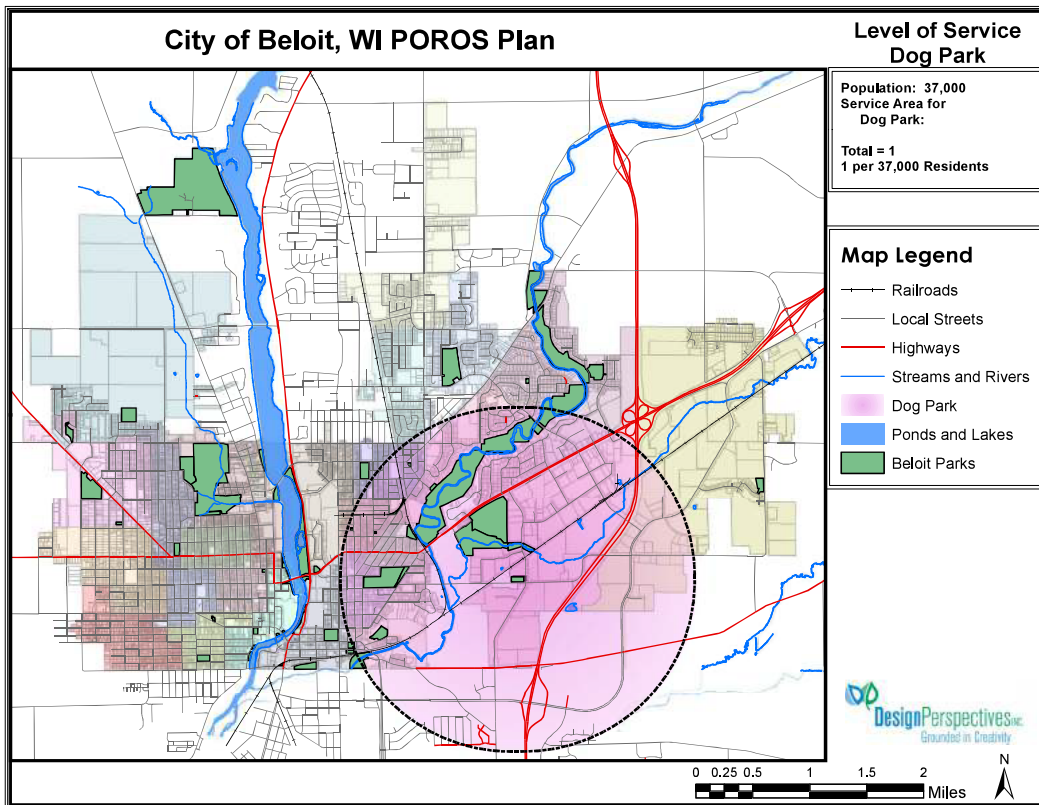 City of Beloit, WI POROS Plan
Level of Service
Dog Park
Population: 37,000
Service Area for
Dog Park:
Total = 1
1 per 37,000 Residents
Map Legend
Railroads
Local Streets
Highways
Streams and Rivers
Dog Park
Ponds and Lakes
Beloit Parks
DesignPerspectives INC.
Grounded in Creativity
N
0 0.25 0.5 1 1.5 2
Miles